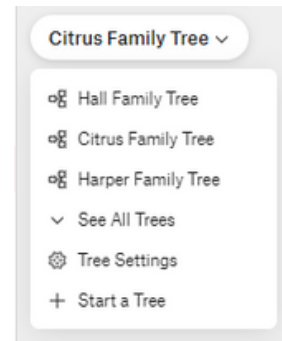 Citrus Family Tree
Hall Family Tree
Citrus Family Tree
Harper Family Tree
See All Trees
Tree Settings
Start a Tree